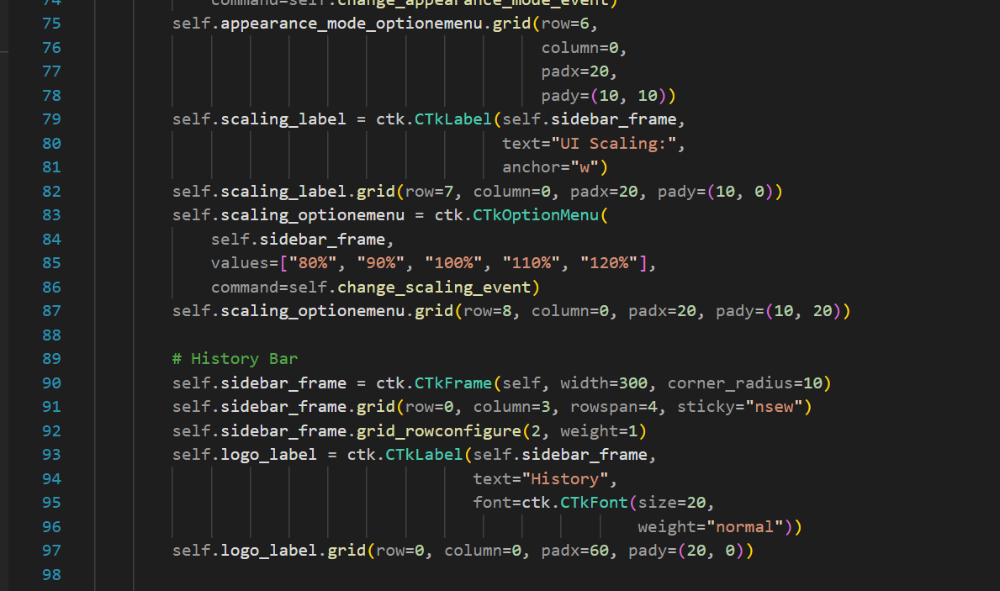 74 command=self.change_appearance_mode_event)
75 self.appearance_mode_optionemenu.grid(row=6,
76 column=0,
77 padx=20,
78 pady=(10, 10))
79 self.scaling_label = ctk.CTkLabel(self.sidebar_frame,
80 text="UI Scaling:",
81 anchor="w")
82 self.scaling_label.grid(row=7, column=0, padx=20, pady=(10, 0))
83 self.scaling_optionemenu = ctk.CTkOptionMenu(
84 self.sidebar_frame,
85 values=["80%", "90%", "100%", "110%", "120%"],
86 command=self.change_scaling_event)
87 self.scaling_optionemenu.grid(row=8, column=0, padx=20, pady=(10, 20))
88
89 # History Bar
90 self.sidebar_frame = ctk.CTkFrame(self, width=300, corner_radius=10)
91 self.sidebar_frame.grid(row=0, column=3, rowspan=4, sticky="nsew")
92 self.sidebar_frame.grid_rowconfigure(2, weight=1)
93 self.logo_label = ctk.CTkLabel(self.sidebar_frame,
94 text="History",
95 font=ctk.CTkFont(size=20,
96 weight="normal"))
97 self.logo_label.grid(row=0, column=0, padx=60, pady=(20, 0))
98